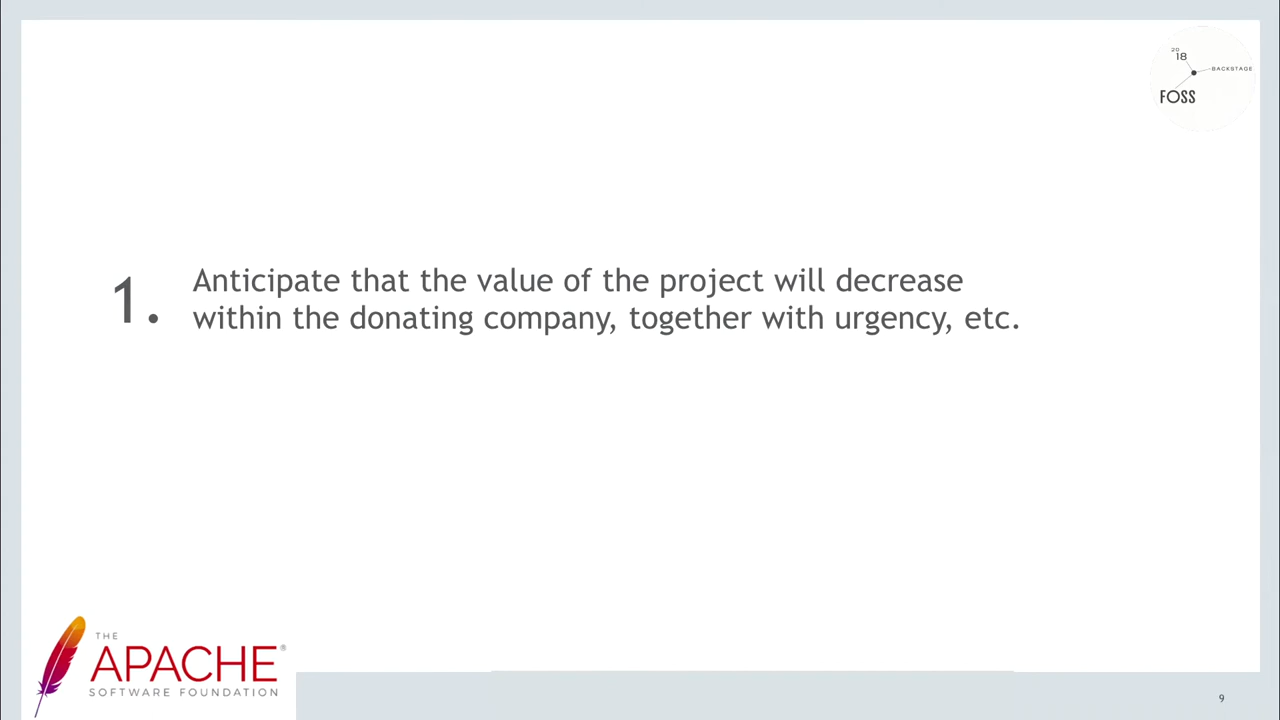 20
18
BACKSTAGE
FOSS
1. Anticipate that the value of the project will decrease
within the donating company, together with urgency, etc.
THE
APACHE®
SOFTWARE FOUNDATION
9